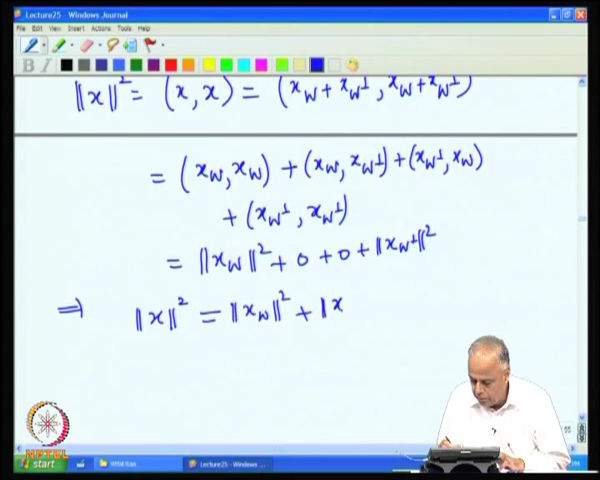 Lecture25 - Windows Journal
File Edit View Insert Actions Tools Help
B I
‖x‖² = (x, x) = (x_W + x_W⊥, x_W + x_W⊥)
= (x_W, x_W) + (x_W, x_W⊥) + (x_W⊥, x_W)
+ (x_W⊥, x_W⊥)
= ‖x_W‖² + 0 + 0 + ‖x_W⊥‖²
⇒ ‖x‖² = ‖x_W‖² + ‖x
NPTEL
start Lecture25 - Windows ...